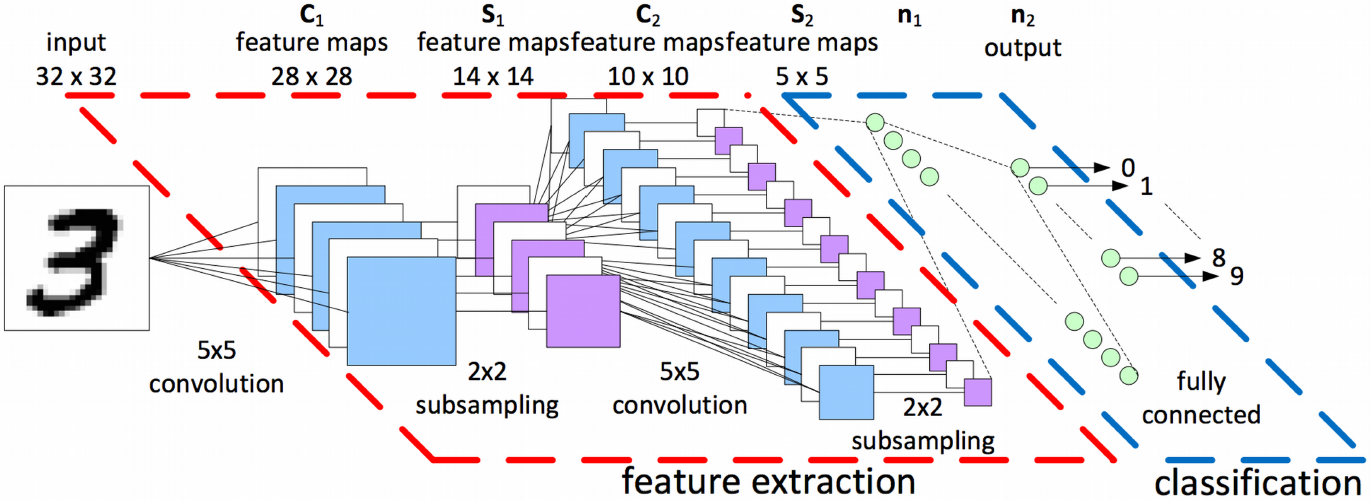 input
32 x 32
C1
feature maps
28 x 28
S1
feature maps
14 x 14
C2
feature maps
10 x 10
S2
feature maps
5 x 5
n1
n2
output
3
0
1
8
9
5x5
convolution
2x2
subsampling
5x5
convolution
2x2
subsampling
fully
connected
feature extraction
classification